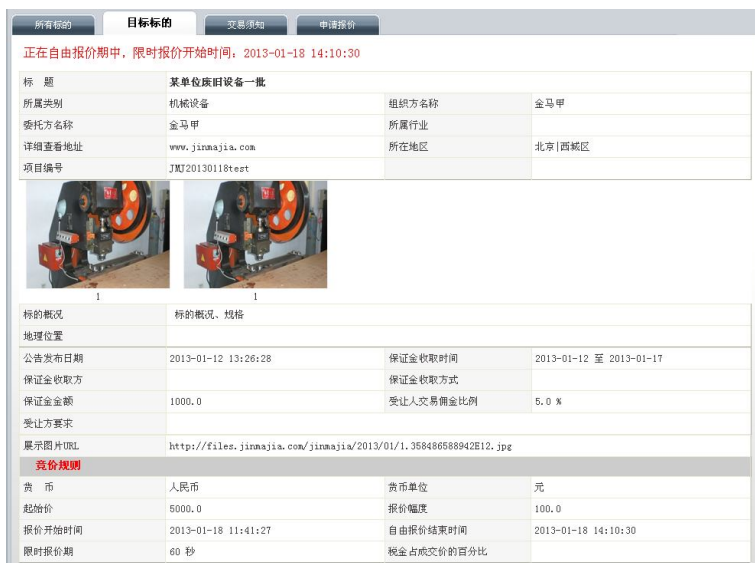 所有标的 目标标的 交易须知 申请报价
正在自由报价期中，限时报价开始时间：2013-01-18 14:10:30
标 题 某单位废旧设备一批
所属类别 机械设备 组织方名称 金马甲
委托方名称 金马甲 所属行业
详细查看地址 www.jinmajia.com 所在地区 北京|西城区
项目编号 JMJ20130118test
1 1
标的概况 标的概况、规格
地理位置
公告发布日期 2013-01-12 13:26:28 保证金收取时间 2013-01-12 至 2013-01-17
保证金收取方 保证金收取方式
保证金金额 1000.0 受让人交易佣金比例 5.0 %
受让方要求
展示图片URL http://files.jinmajia.com/jinmajia/2013/01/1.358486588942E12.jpg
竞价规则
货 币 人民币 货币单位 元
起始价 5000.0 报价幅度 100.0
报价开始时间 2013-01-18 11:41:27 自由报价结束时间 2013-01-18 14:10:30
限时报价期 60 秒 税金占成交价的百分比